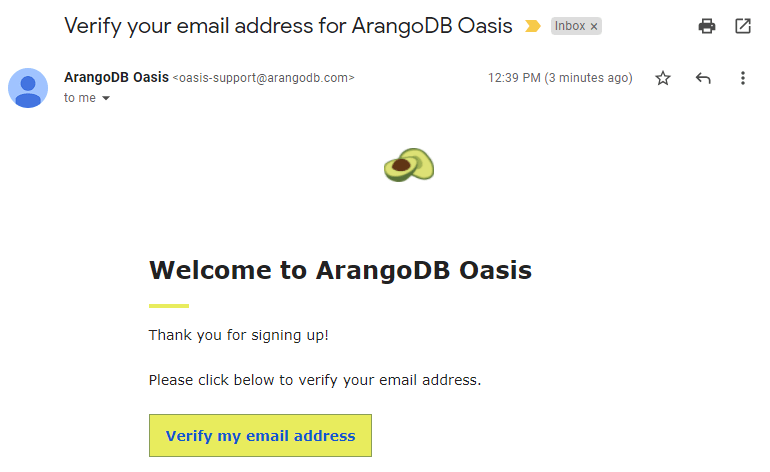 Verify your email address for ArangoDB Oasis Inbox ×
ArangoDB Oasis <oasis-support@arangodb.com> 12:39 PM (3 minutes ago)
to me
Welcome to ArangoDB Oasis
Thank you for signing up!
Please click below to verify your email address.
Verify my email address